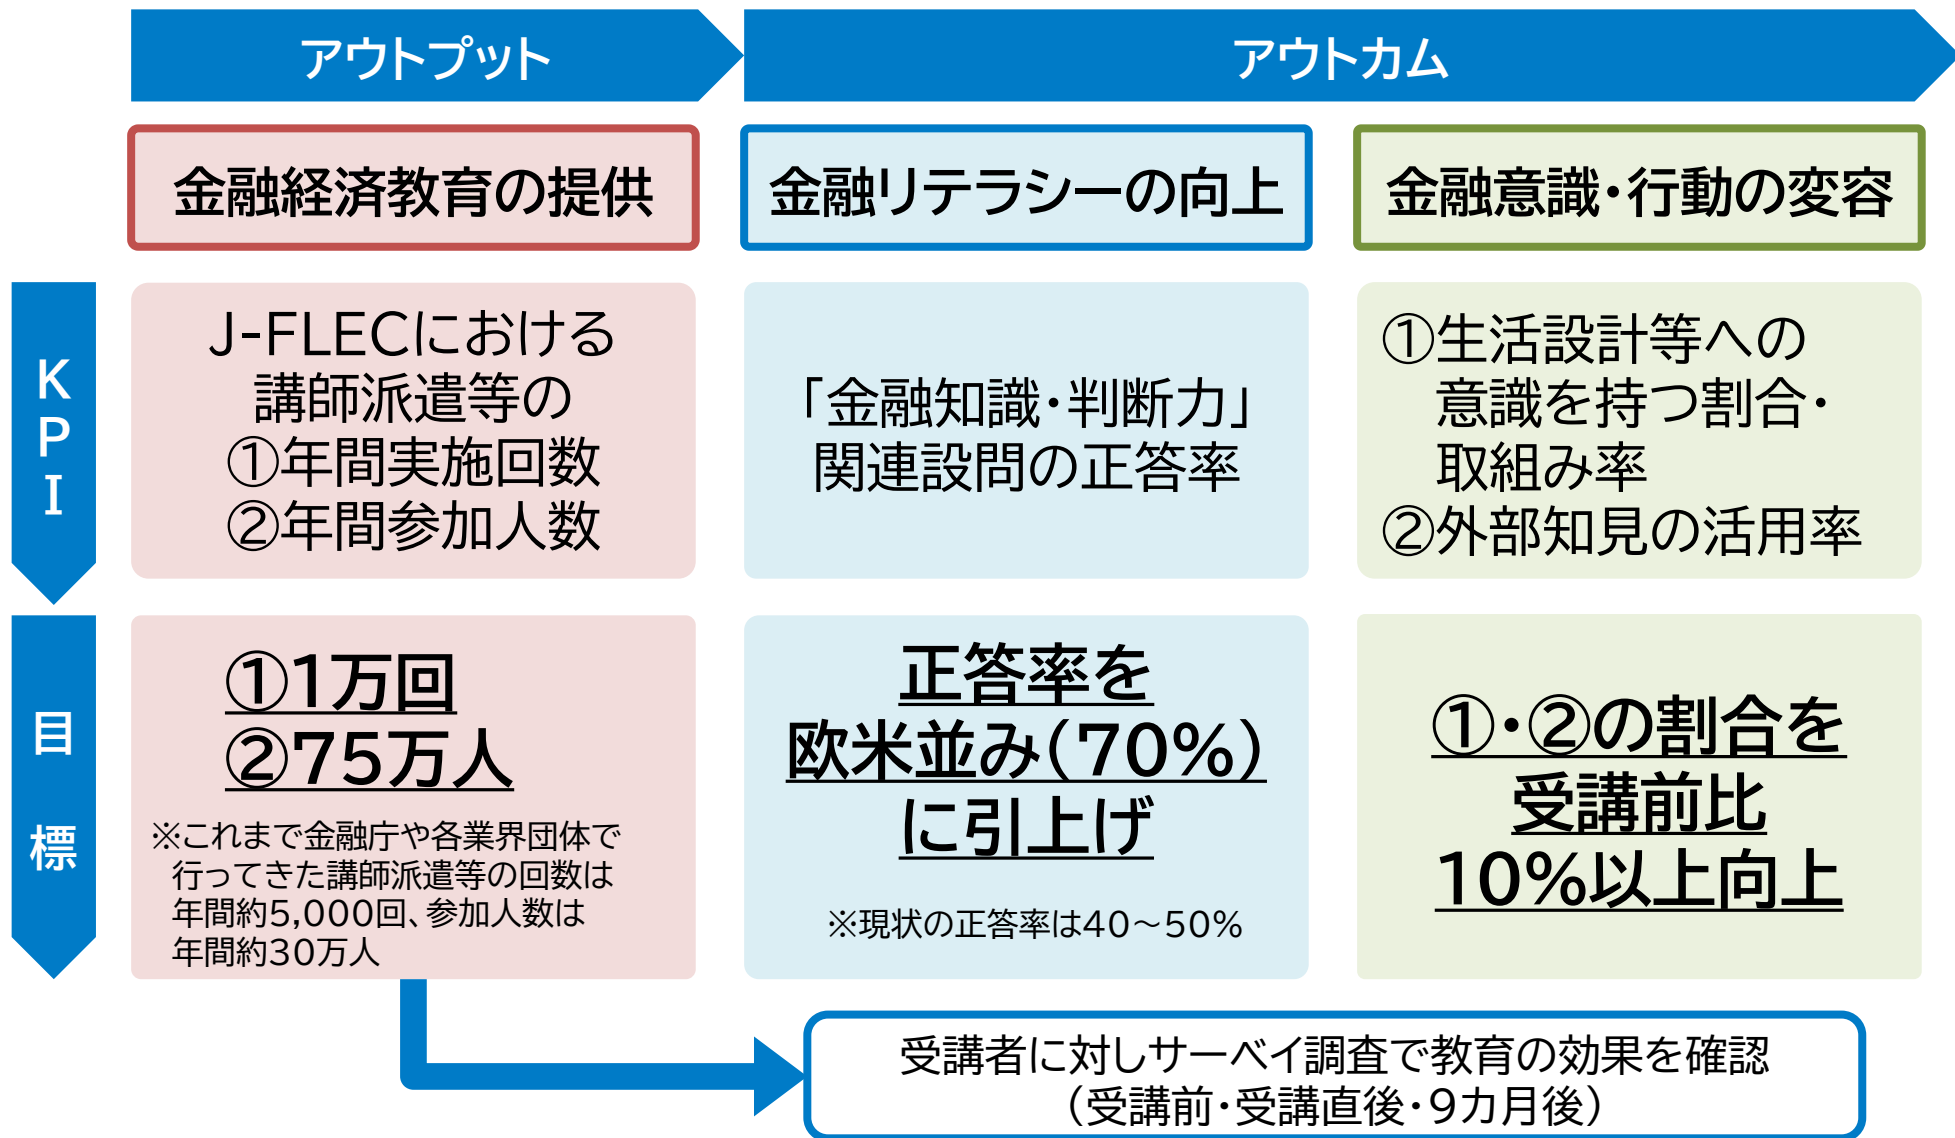 アウトプット
アウトカム
金融経済教育の提供
金融リテラシーの向上
金融意識・行動の変容
KPI
J-FLECにおける
講師派遣等の
①年間実施回数
②年間参加人数
「金融知識・判断力」
関連設問の正答率
①生活設計等への
意識を持つ割合・
取組み率
②外部知見の活用率
目標
①1万回
②75万人
※これまで金融庁や各業界団体で
行ってきた講師派遣等の回数は
年間約5,000回、参加人数は
年間約30万人
正答率を
欧米並み(70%)
に引上げ
※現状の正答率は40~50%
①・②の割合を
受講前比
10%以上向上
受講者に対しサーベイ調査で教育の効果を確認
(受講前・受講直後・9カ月後)